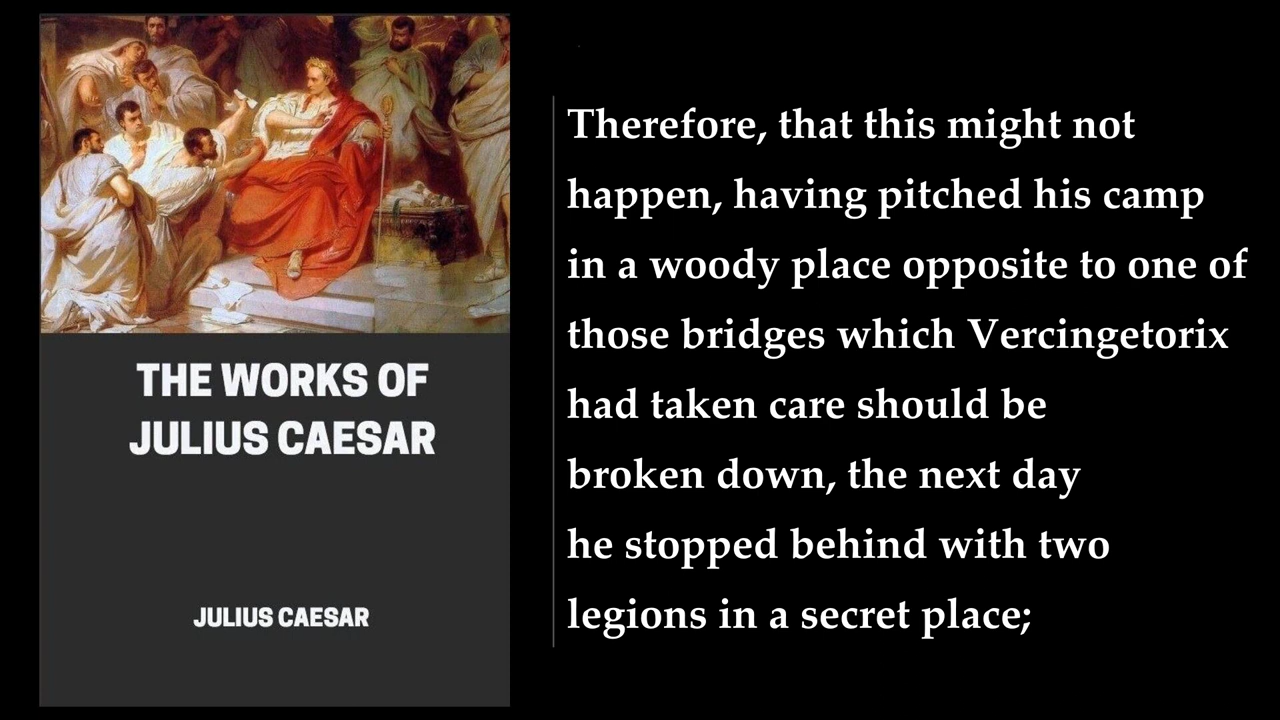 THE WORKS OF
JULIUS CAESAR
JULIUS CAESAR
Therefore, that this might not
happen, having pitched his camp
in a woody place opposite to one of
those bridges which Vercingetorix
had taken care should be
broken down, the next day
he stopped behind with two
legions in a secret place;